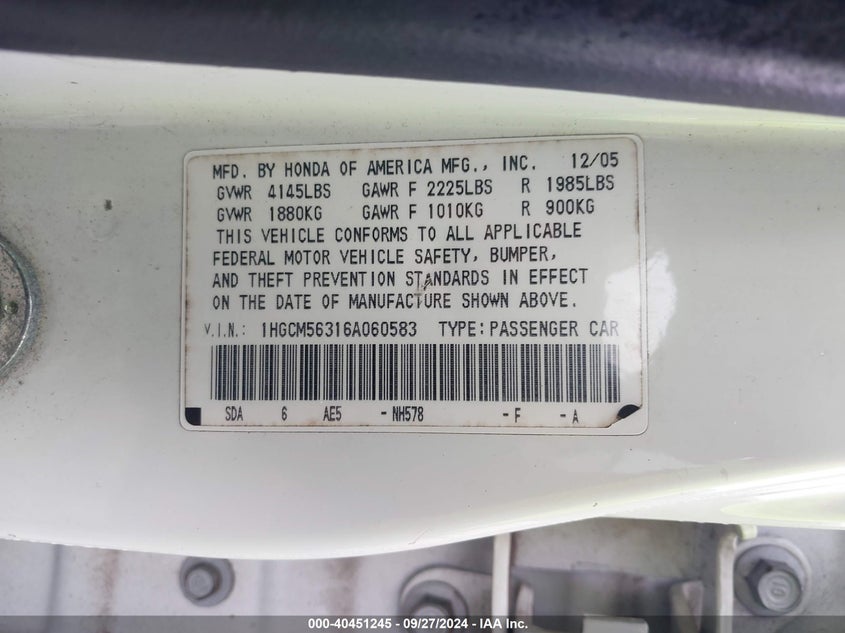 MFD. BY HONDA OF AMERICA MFG., INC. 12/05
GVWR 4145LBS GAWR F 2225LBS R 1985LBS
GVWR 1880KG GAWR F 1010KG R 900KG
THIS VEHICLE CONFORMS TO ALL APPLICABLE
FEDERAL MOTOR VEHICLE SAFETY, BUMPER,
AND THEFT PREVENTION STANDARDS IN EFFECT
ON THE DATE OF MANUFACTURE SHOWN ABOVE.
V.I.N.: 1HGCM56316A060583 TYPE: PASSENGER CAR
SDA 6 AE5 -NH578 -F -A
000-40451245 - 09/27/2024 - IAA Inc.